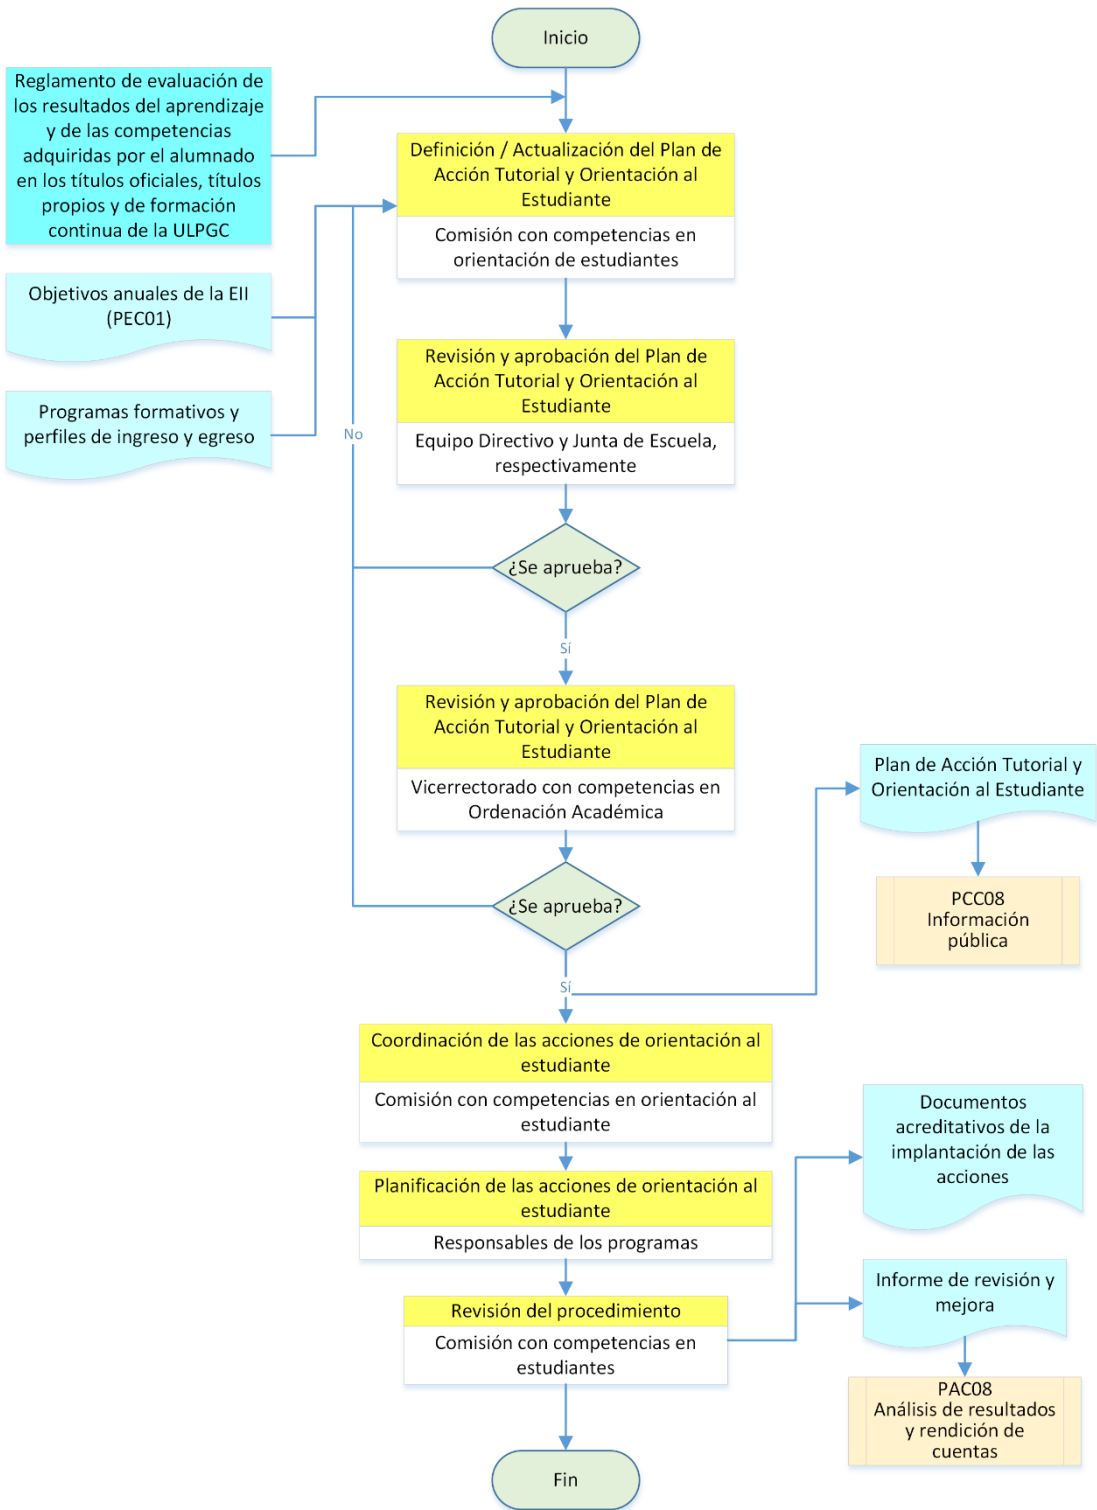 Inicio
Reglamento de evaluación de
los resultados del aprendizaje
y de las competencias
adquiridas por el alumnado
en los títulos oficiales, títulos
propios y de formación
continua de la ULPGC
Definición / Actualización del Plan de
Acción Tutorial y Orientación al
Estudiante
Comisión con competencias en
orientación de estudiantes
Objetivos anuales de la EII
(PEC01)
Programas formativos y
perfiles de ingreso y egreso
Revisión y aprobación del Plan de
Acción Tutorial y Orientación al
Estudiante
Equipo Directivo y Junta de Escuela,
respectivamente
No
¿Se aprueba?
Sí
Revisión y aprobación del Plan de
Acción Tutorial y Orientación al
Estudiante
Vicerrectorado con competencias en
Ordenación Académica
Plan de Acción Tutorial y
Orientación al Estudiante
¿Se aprueba?
PCC08
Información
pública
Sí
Coordinación de las acciones de orientación al
estudiante
Comisión con competencias en orientación al
estudiante
Documentos
acreditativos de la
implantación de las
acciones
Planificación de las acciones de orientación al
estudiante
Responsables de los programas
Informe de revisión y
mejora
Revisión del procedimiento
Comisión con competencias en
estudiantes
PAC08
Análisis de resultados
y rendición de
cuentas
Fin